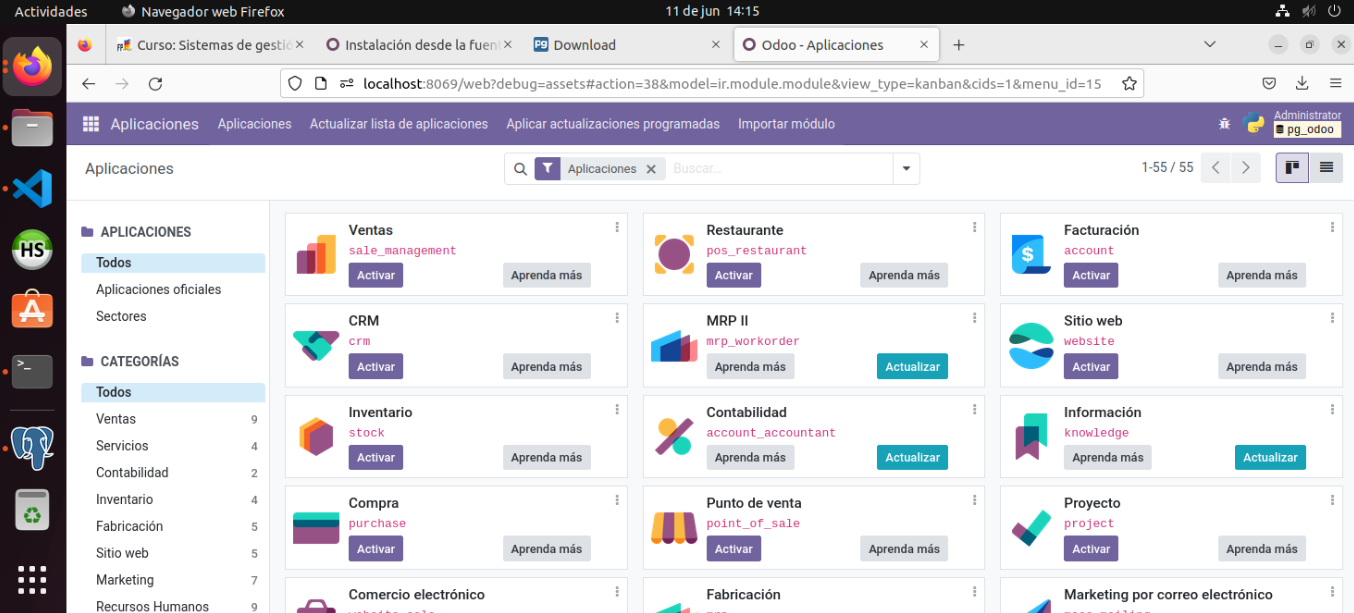 Actividades Navegador web Firefox 11 de jun 14:15
Curso: Sistemas de gestió Instalación desde la fuen Download Odoo - Aplicaciones
localhost:8069/web?debug=assets#action=38&model=ir.module.module&view_type=kanban&cids=1&menu_id=15
Aplicaciones Aplicaciones Actualizar lista de aplicaciones Aplicar actualizaciones programadas Importar módulo Administrator
pg_odoo
Aplicaciones Aplicaciones Buscar... 1-55 / 55
APLICACIONES
Todos
Aplicaciones oficiales
Sectores
CATEGORÍAS
Todos
Ventas 9
Servicios 4
Contabilidad 2
Inventario 4
Fabricación 5
Sitio web 5
Marketing 7
Recursos Humanos 9
Ventas
sale_management
Activar Aprenda más
Restaurante
pos_restaurant
Activar Aprenda más
Facturación
account
Activar Aprenda más
CRM
crm
Activar Aprenda más
MRP II
mrp_workorder
Aprenda más Actualizar
Sitio web
website
Activar Aprenda más
Inventario
stock
Activar Aprenda más
Contabilidad
account_accountant
Aprenda más Actualizar
Información
knowledge
Aprenda más Actualizar
Compra
purchase
Activar Aprenda más
Punto de venta
point_of_sale
Activar Aprenda más
Proyecto
project
Activar Aprenda más
Comercio electrónico
Fabricación
Marketing por correo electrónico
HS